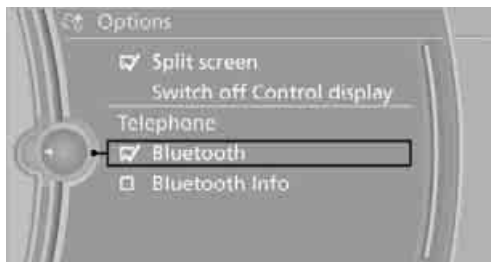 Options
Split screen
Switch off Control display
Telephone
Bluetooth
Bluetooth Info